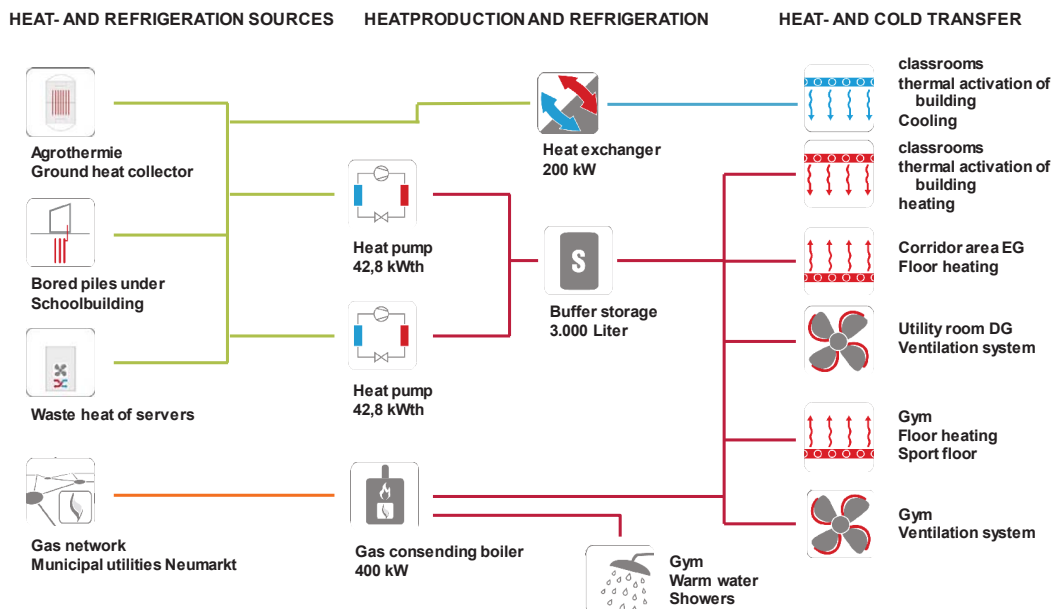 HEAT- AND REFRIGERATION SOURCES
HEATPRODUCTION AND REFRIGERATION
HEAT- AND COLD TRANSFER
Agrothermie
Ground heat collector
Bored piles under
Schoolbuilding
Waste heat of servers
Gas network
Municipal utilities Neumarkt
Heat exchanger
200 kW
Heat pump
42,8 kWth
S
Buffer storage
3.000 Liter
Heat pump
42,8 kWth
Gas consending boiler
400 kW
Gym
Warm water
Showers
classrooms
thermal activation of
building
Cooling
classrooms
thermal activation of
building
heating
Corridor area EG
Floor heating
Utility room DG
Ventilation system
Gym
Floor heating
Sport floor
Gym
Ventilation system